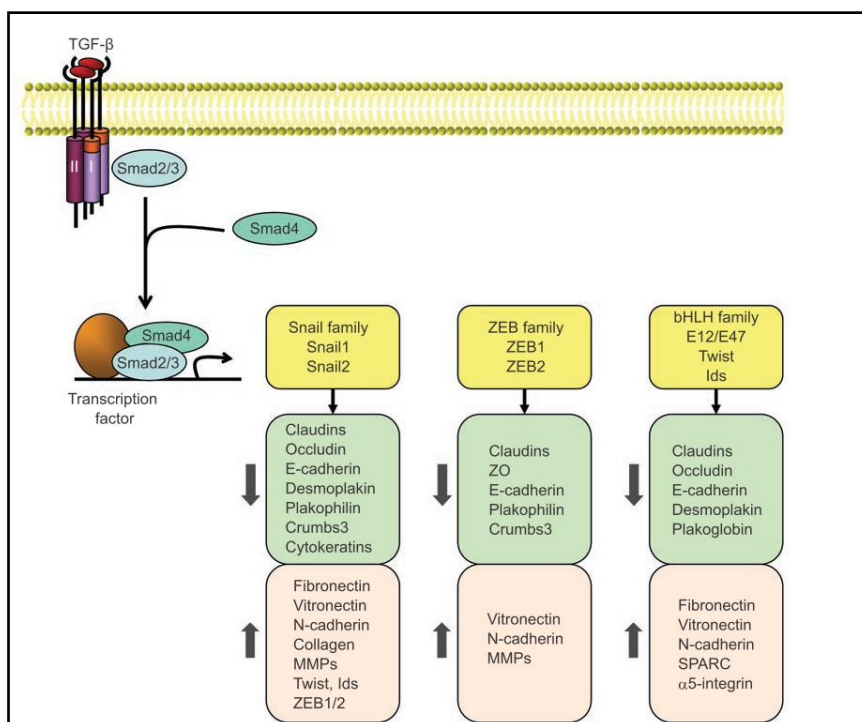 TGF-β
II
I
Smad2/3
Smad4
Smad4
Smad2/3
Transcription
factor
Snail family
Snail1
Snail2
Claudins
Occludin
E-cadherin
Desmoplakin
Plakophilin
Crumbs3
Cytokeratins
Fibronectin
Vitronectin
N-cadherin
Collagen
MMPs
Twist, Ids
ZEB1/2
ZEB family
ZEB1
ZEB2
Claudins
ZO
E-cadherin
Plakophilin
Crumbs3
Vitronectin
N-cadherin
MMPs
bHLH family
E12/E47
Twist
Ids
Claudins
Occludin
E-cadherin
Desmoplakin
Plakoglobin
Fibronectin
Vitronectin
N-cadherin
SPARC
α5-integrin